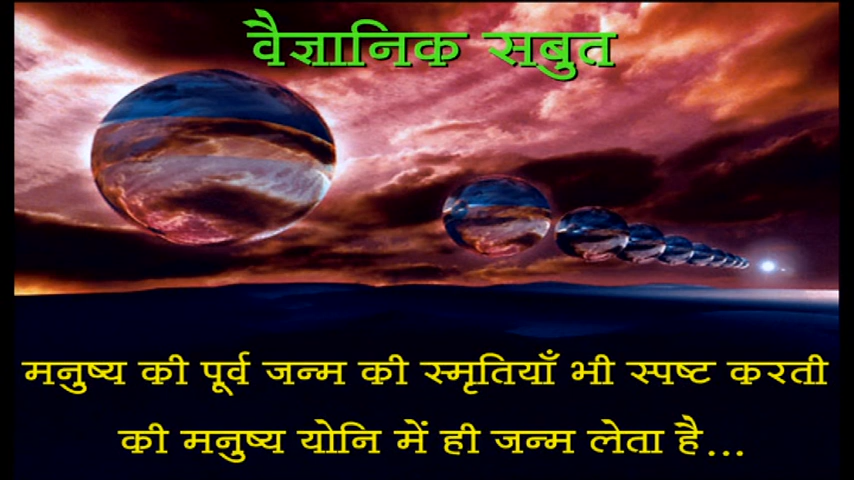 वैज्ञानिक सबुत
मनुष्य की पूर्व जन्म की स्मृतियाँ भी स्पष्ट करती
की मनुष्य योनि में ही जन्म लेता है...